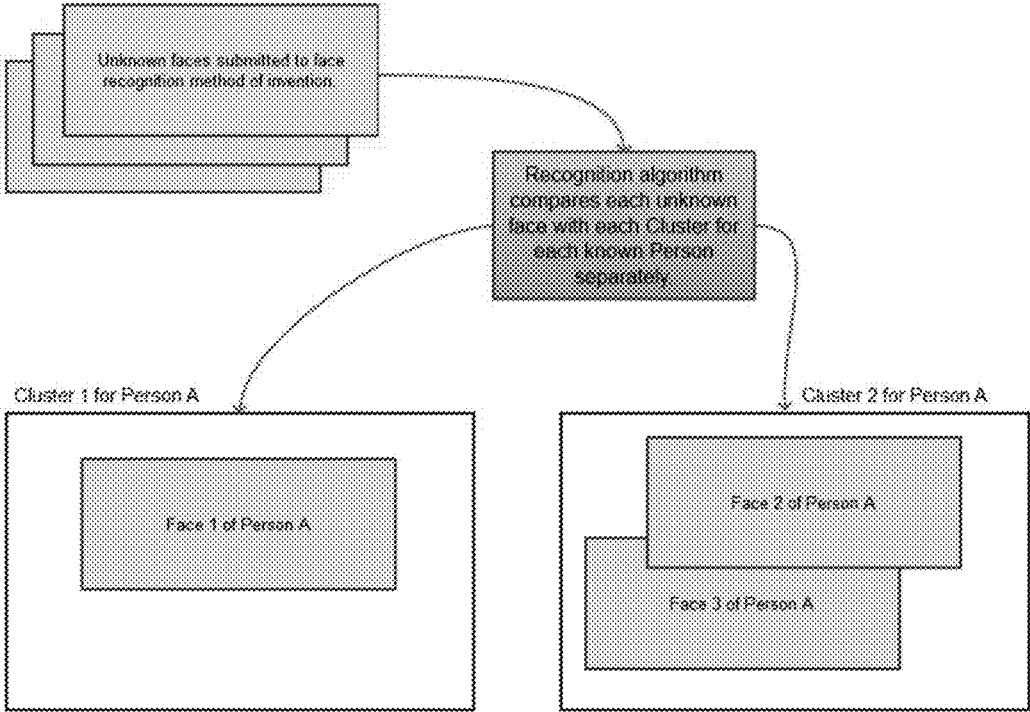 Unknown faces submitted to face
recognition method of invention.
Recognition algorithm
compares each unknown
face with each Cluster for
each known Person
separately.
Cluster 1 for Person A
Cluster 2 for Person A
Face 1 of Person A
Face 2 of Person A
Face 3 of Person A